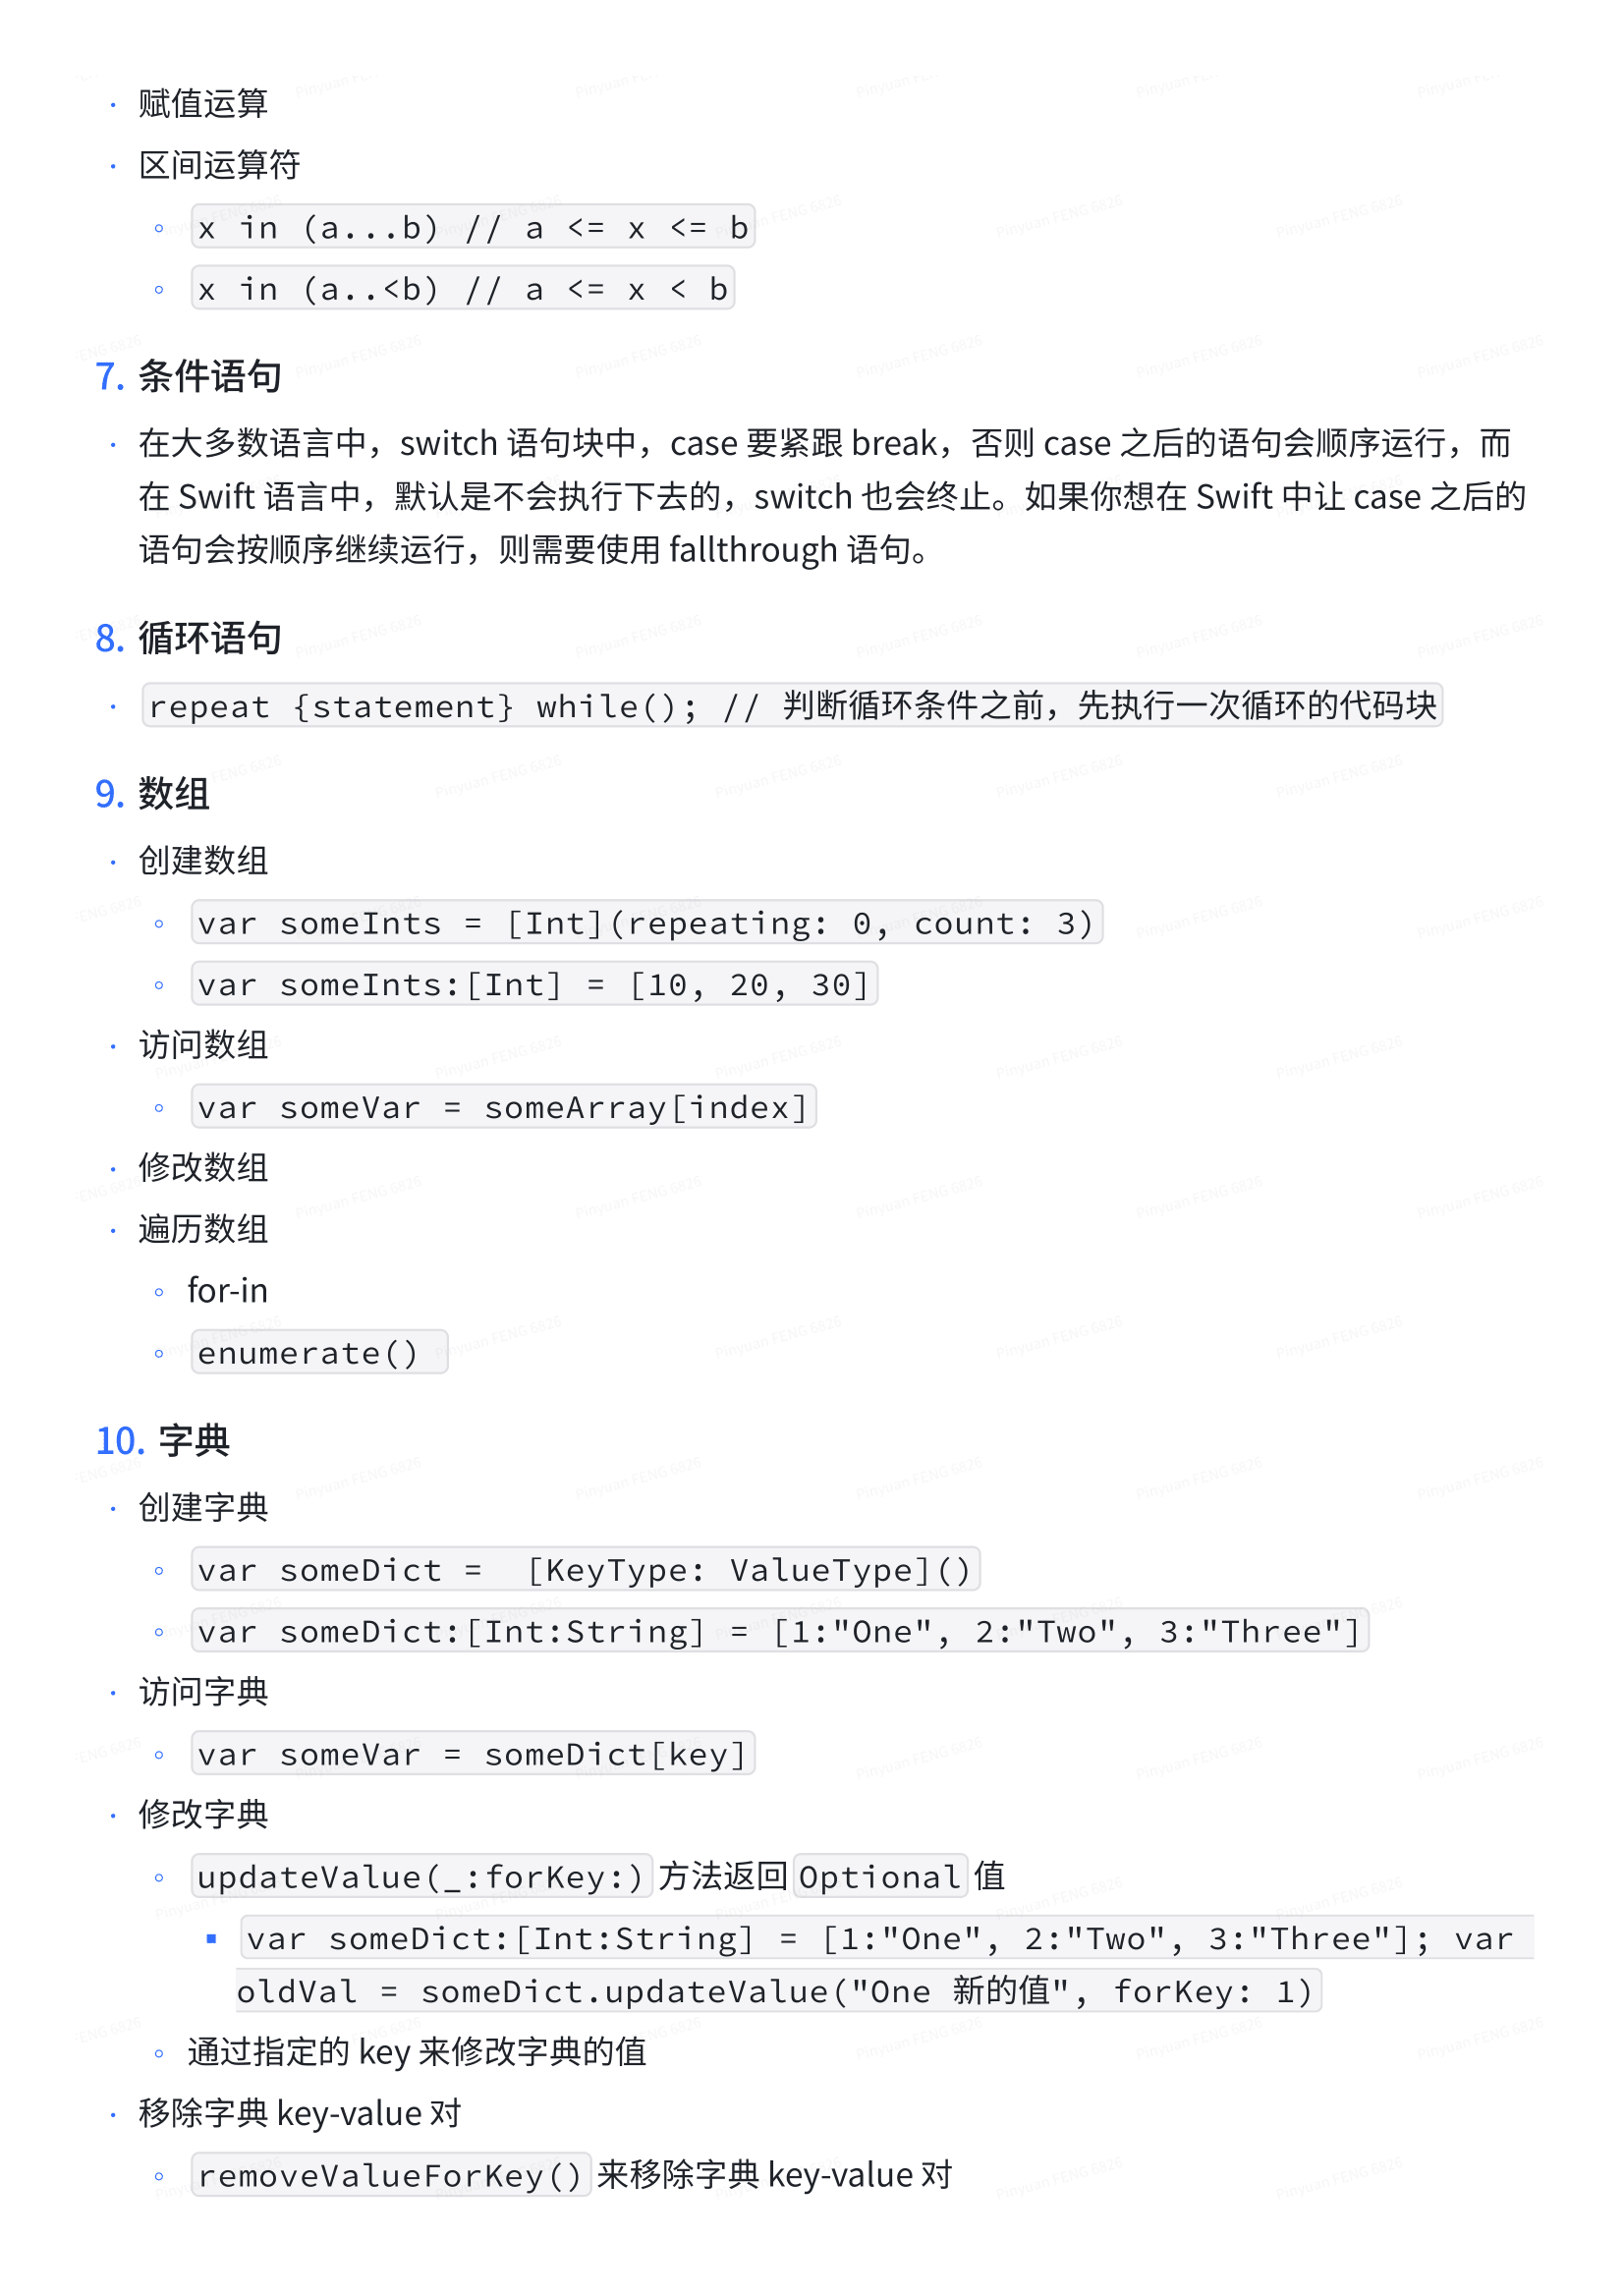 赋值运算
区间运算符
x in (a...b) // a <= x <= b
x in (a..<b) // a <= x < b
7. 条件语句
在大多数语言中，switch 语句块中，case 要紧跟 break，否则 case 之后的语句会顺序运行，而
在 Swift 语言中，默认是不会执行下去的，switch 也会终止。如果你想在 Swift 中让 case 之后的
语句会按顺序继续运行，则需要使用 fallthrough 语句。
8. 循环语句
repeat {statement} while(); // 判断循环条件之前，先执行一次循环的代码块
9. 数组
创建数组
var someInts = [Int](repeating: 0, count: 3)
var someInts:[Int] = [10, 20, 30]
访问数组
var someVar = someArray[index]
修改数组
遍历数组
for-in
enumerate()
10. 字典
创建字典
var someDict =  [KeyType: ValueType]()
var someDict:[Int:String] = [1:"One", 2:"Two", 3:"Three"]
访问字典
var someVar = someDict[key]
修改字典
updateValue(_:forKey:) 方法返回 Optional 值
var someDict:[Int:String] = [1:"One", 2:"Two", 3:"Three"]; var
oldVal = someDict.updateValue("One 新的值", forKey: 1)
通过指定的 key 来修改字典的值
移除字典 key-value 对
removeValueForKey() 来移除字典 key-value 对
Pinyuan FENG 6826